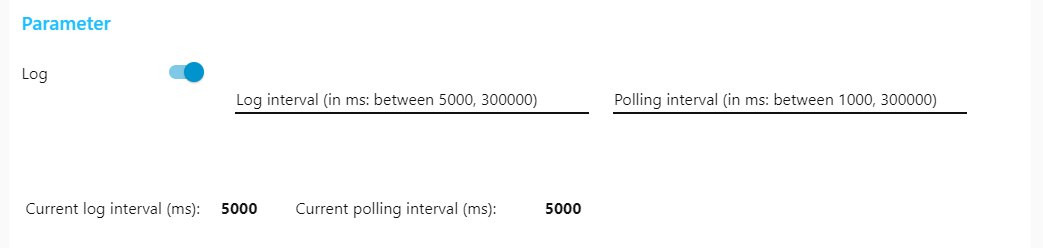 Parameter
Log
Log interval (in ms: between 5000, 300000) Polling interval (in ms: between 1000, 300000)
Current log interval (ms): 5000 Current polling interval (ms): 5000